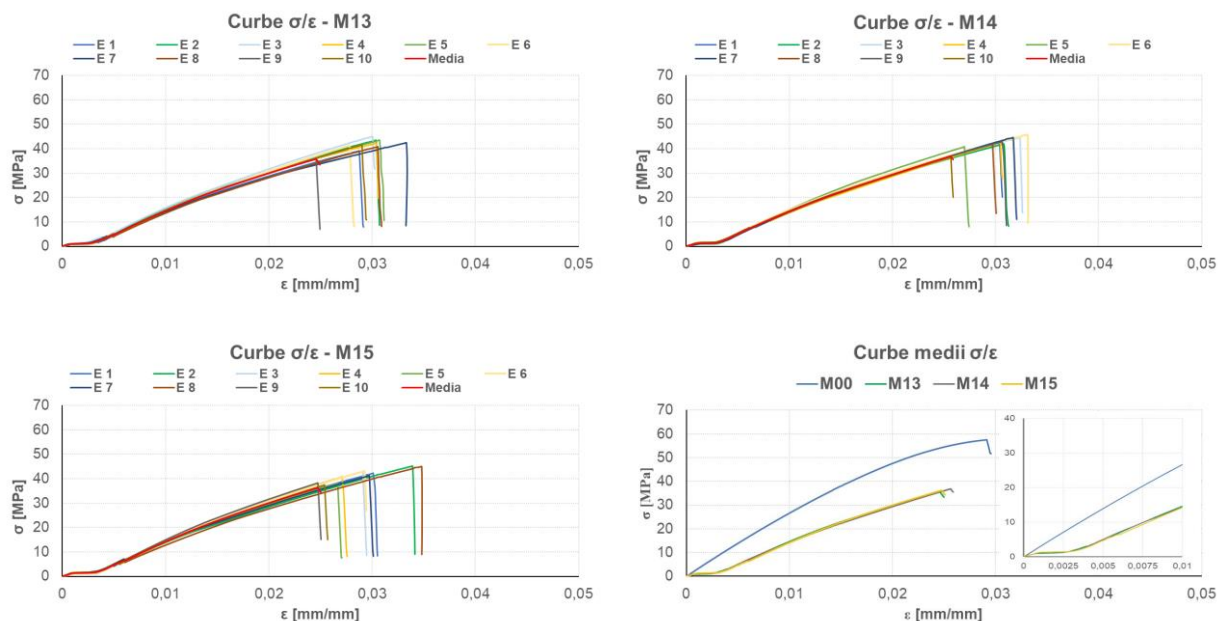 Curbe σ/ε - M13
E 1 E 2 E 3 E 4 E 5 E 6
E 7 E 8 E 9 E 10 Media
70
60
50
40
30
20
10
0
σ [MPa]
0 0,01 0,02 0,03 0,04 0,05
ε [mm/mm]
Curbe σ/ε - M14
E 1 E 2 E 3 E 4 E 5 E 6
E 7 E 8 E 9 E 10 Media
70
60
50
40
30
20
10
0
σ [MPa]
0 0,01 0,02 0,03 0,04 0,05
ε [mm/mm]
Curbe σ/ε - M15
E 1 E 2 E 3 E 4 E 5 E 6
E 7 E 8 E 9 E 10 Media
70
60
50
40
30
20
10
0
σ [MPa]
0 0,01 0,02 0,03 0,04 0,05
ε [mm/mm]
Curbe medii σ/ε
M00 M13 M14 M15
70
60
50
40
30
20
10
0
σ [MPa]
0 0,01 0,02 0,03 0,04 0,05
ε [mm/mm]
40
30
20
10
0
0 0.0025 0.005 0.0075 0.01